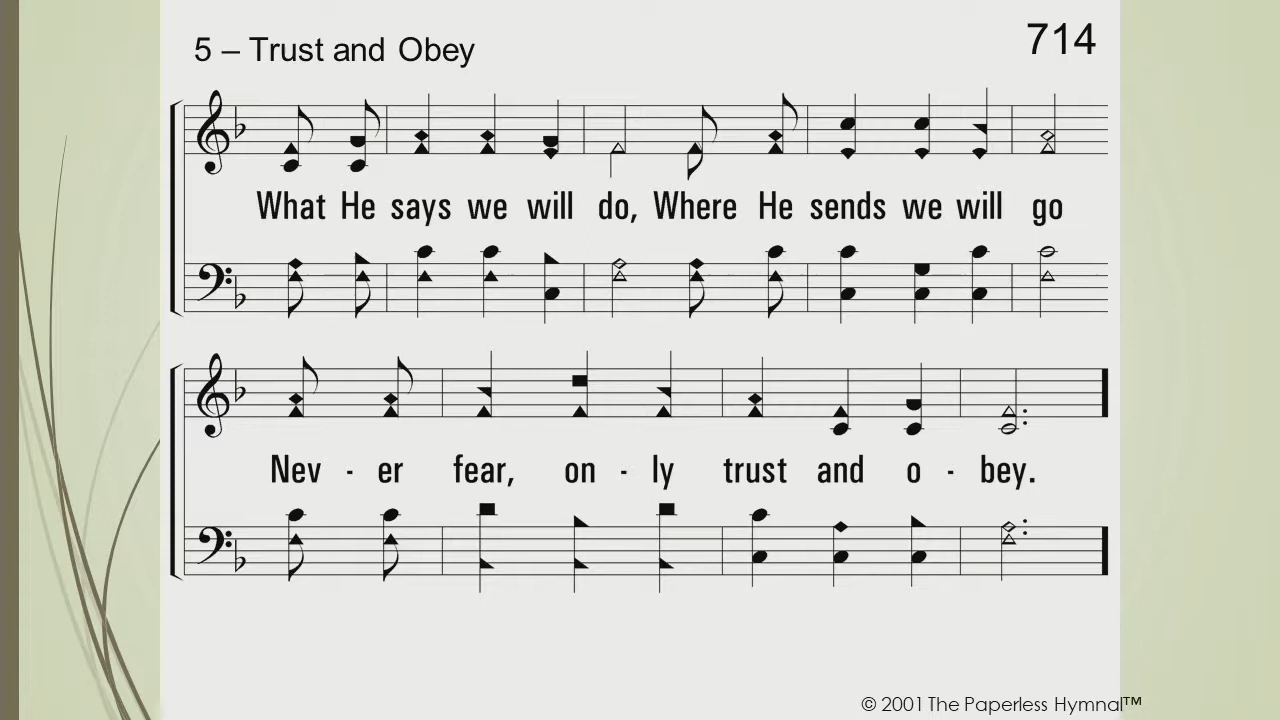 5 – Trust and Obey
714
What He says we will do, Where He sends we will go
Nev - er fear, on - ly trust and o - bey.
© 2001 The Paperless Hymnal™